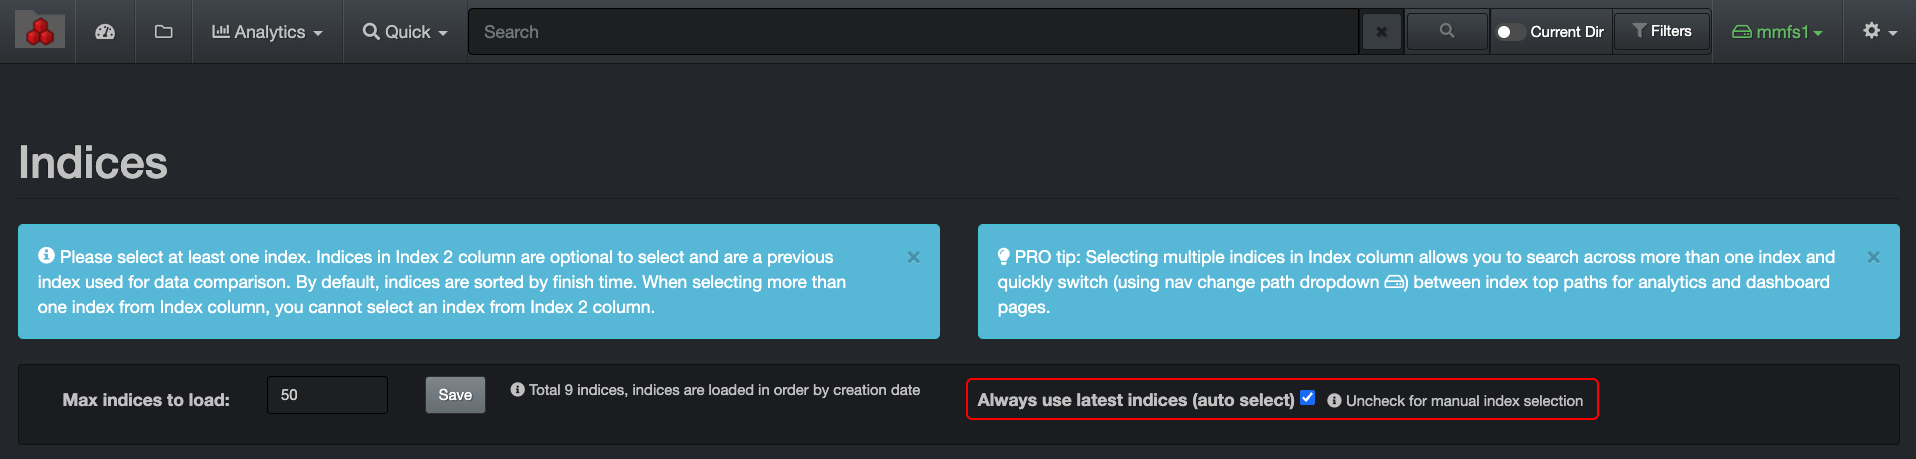 Analytics
Quick
Search
Current Dir
Filters
mmfs1
Indices
Please select at least one index. Indices in Index 2 column are optional to select and are a previous
index used for data comparison. By default, indices are sorted by finish time. When selecting more than
one index from Index column, you cannot select an index from Index 2 column.
PRO tip: Selecting multiple indices in Index column allows you to search across more than one index and
quickly switch (using nav change path dropdown ) between index top paths for analytics and dashboard
pages.
Max indices to load:
50
Save
Total 9 indices, indices are loaded in order by creation date
Always use latest indices (auto select)
Uncheck for manual index selection